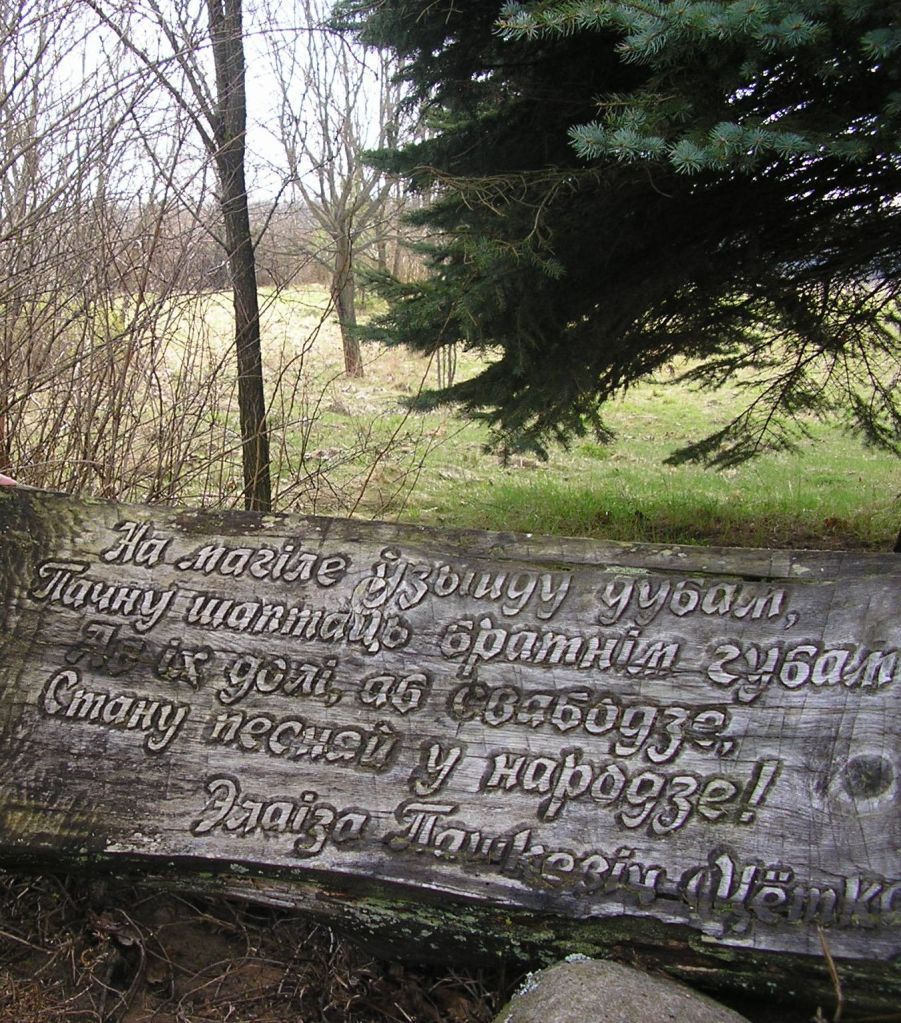 На магіле ўзыйду дубам,
Пачну шаптаць братнім губам
Аб іх долі, аб свабодзе,
Стану песняй у народзе!
Элаіза Пашкевіч (Цётка